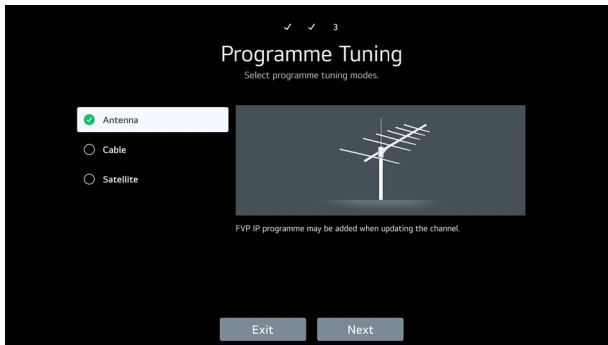 3
Programme Tuning
Select programme tuning modes.
Antenna
Cable
Satellite
FVP IP programme may be added when updating the channel.
Exit Next